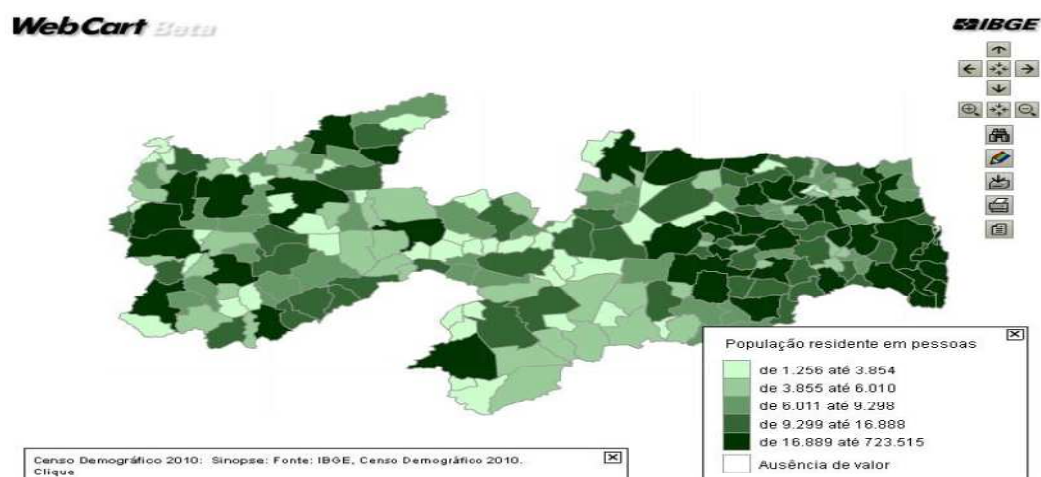 WebCart Beta
IBGE
População residente em pessoas
de 1.256 até 3.854
de 3.855 até 6.010
de 6.011 até 9.298
de 9.299 até 16.888
de 16.889 até 723.515
Ausência de valor
Censo Demográfico 2010: Sinopse: Fonte: IBGE, Censo Demográfico 2010.
Clique